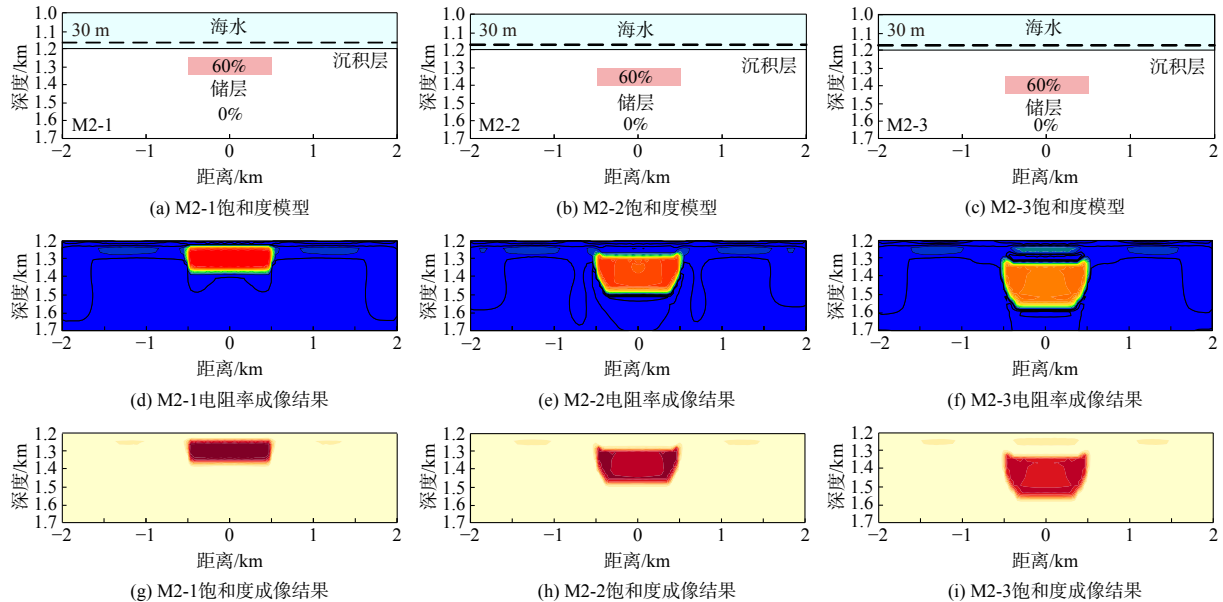 1.0
1.1
1.2
1.3
1.4
1.5
1.6
1.7
深度/km
30 m
海水
沉积层
60%
储层
0%
M2-1
−2
−1
0
1
2
距离/km
(a) M2-1饱和度模型
1.0
1.1
1.2
1.3
1.4
1.5
1.6
1.7
深度/km
30 m
海水
沉积层
60%
储层
0%
M2-2
−2
−1
0
1
2
距离/km
(b) M2-2饱和度模型
1.0
1.1
1.2
1.3
1.4
1.5
1.6
1.7
深度/km
30 m
海水
沉积层
60%
储层
0%
M2-3
−2
−1
0
1
2
距离/km
(c) M2-3饱和度模型
1.2
1.3
1.4
1.5
1.6
1.7
深度/km
−2
−1
0
1
2
距离/km
(d) M2-1电阻率成像结果
1.2
1.3
1.4
1.5
1.6
1.7
深度/km
−2
−1
0
1
2
距离/km
(e) M2-2电阻率成像结果
1.2
1.3
1.4
1.5
1.6
1.7
深度/km
−2
−1
0
1
2
距离/km
(f) M2-3电阻率成像结果
1.2
1.3
1.4
1.5
1.6
1.7
深度/km
−2
−1
0
1
2
距离/km
(g) M2-1饱和度成像结果
1.2
1.3
1.4
1.5
1.6
1.7
深度/km
−2
−1
0
1
2
距离/km
(h) M2-2饱和度成像结果
1.2
1.3
1.4
1.5
1.6
1.7
深度/km
−2
−1
0
1
2
距离/km
(i) M2-3饱和度成像结果